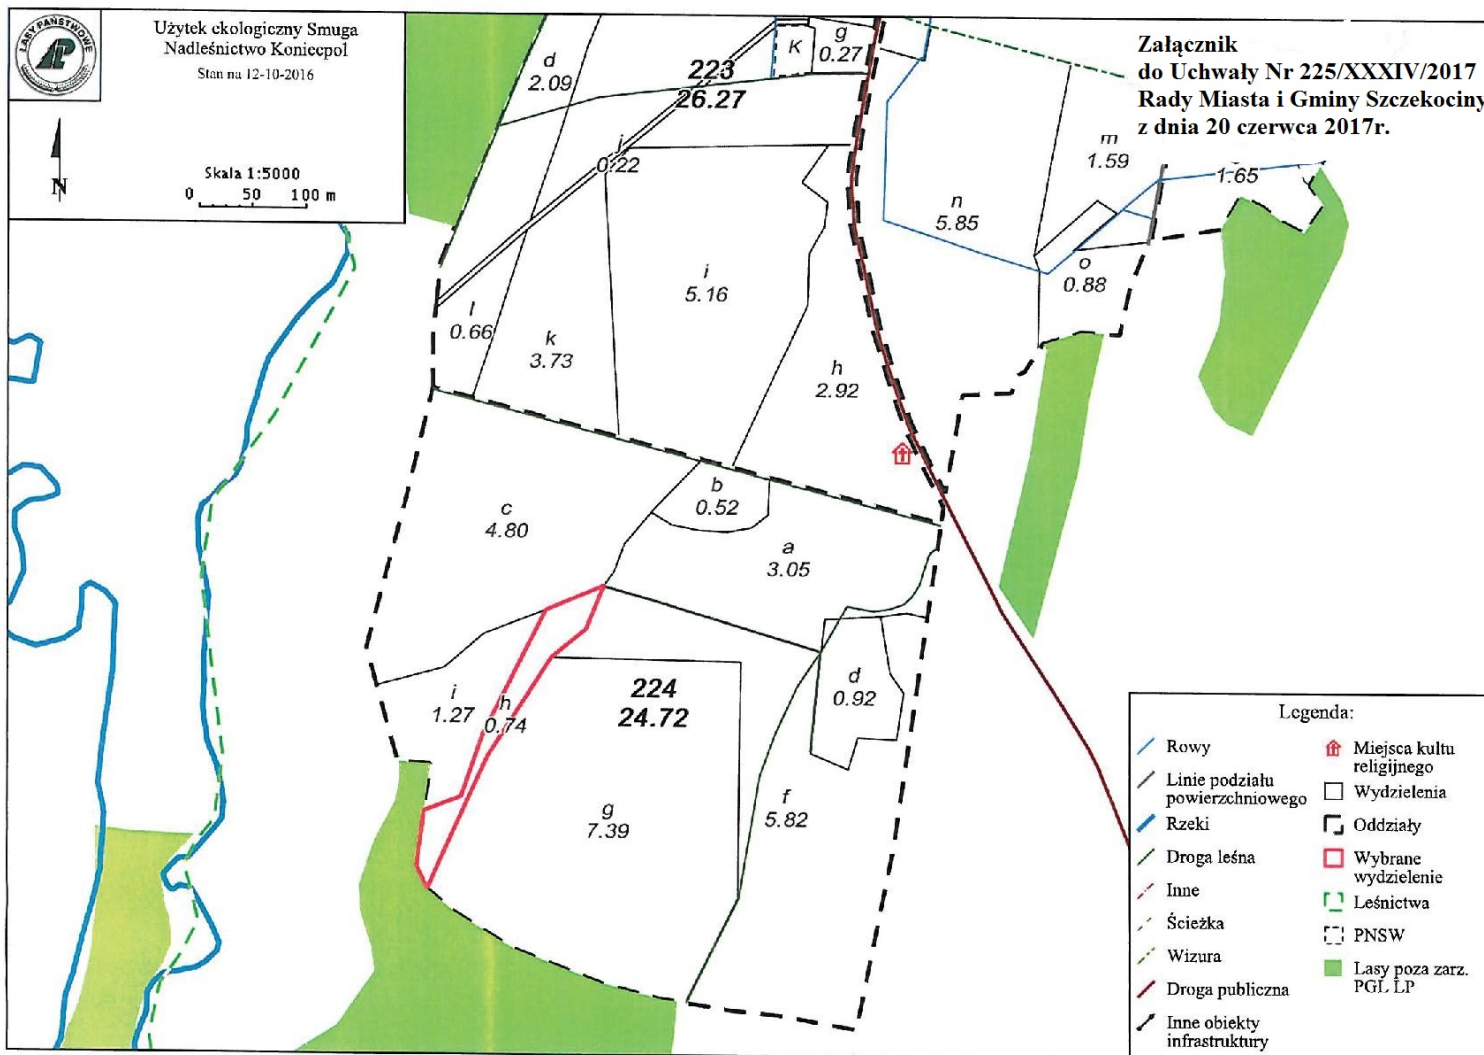 LASY PAŃSTWOWE
Użytek ekologiczny Smuga
Nadleśnictwo Koniecpol
Stan na 12-10-2016
N
Skala 1:5000
0 50 100 m
Załącznik
do Uchwały Nr 225/XXXIV/2017
Rady Miasta i Gminy Szczekociny
z dnia 20 czerwca 2017r.
d
2.09
223
26.27
K
g
0.27
j
0.22
m
1.59
1.65
n
5.85
o
0.88
i
5.16
l
0.66
k
3.73
h
2.92
c
4.80
b
0.52
a
3.05
i
1.27
h
0.74
224
24.72
d
0.92
g
7.39
f
5.82
Legenda:
Rowy
Linie podziału
powierzchniowego
Rzeki
Droga leśna
Inne
Ścieżka
Wizura
Droga publiczna
Inne obiekty
infrastruktury
Miejsca kultu
religijnego
Wydzielenia
Oddziały
Wybrane
wydzielenie
Leśnictwa
PNSW
Lasy poza zarz.
PGL LP